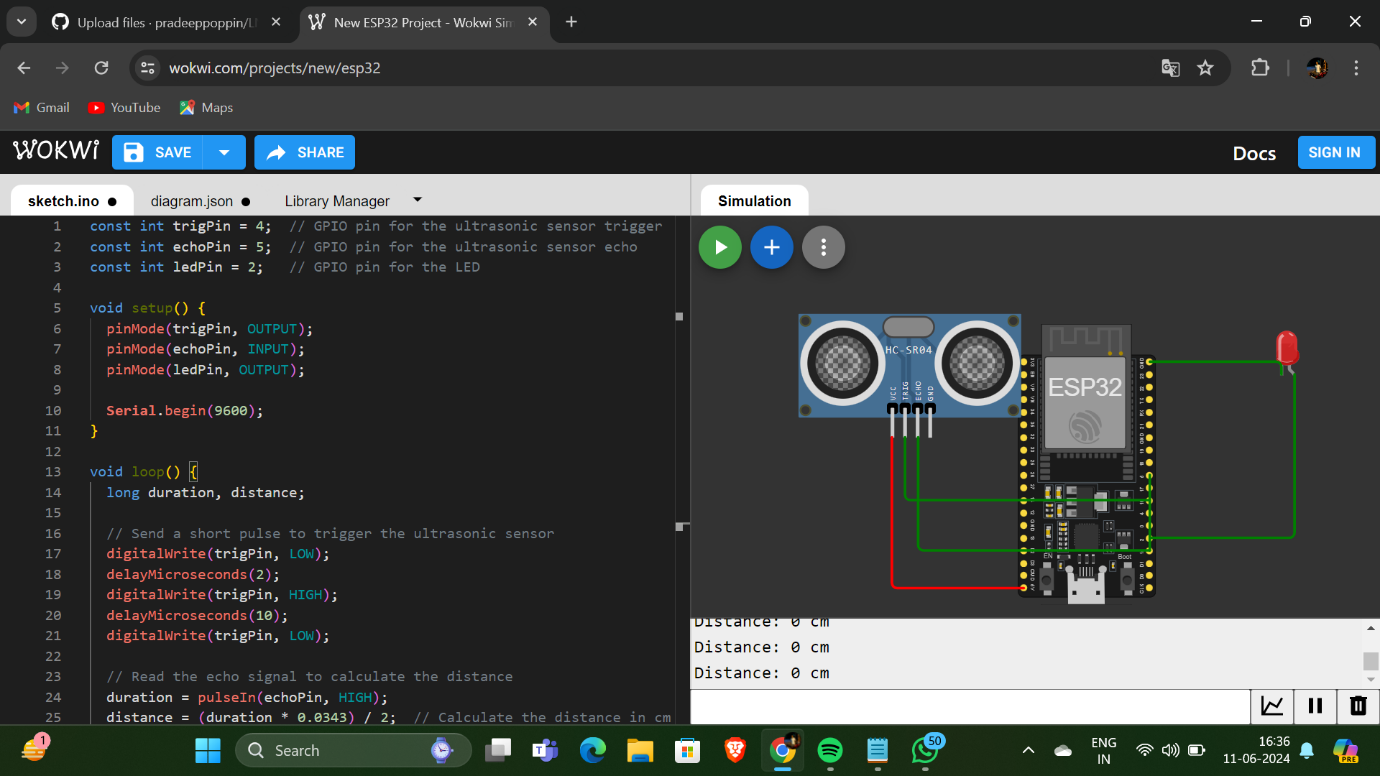 Upload files · pradeeppoppin/LI
New ESP32 Project - Wokwi Sim
wokwi.com/projects/new/esp32
Gmail
YouTube
Maps
WOKWi
SAVE
SHARE
Docs
SIGN IN
sketch.ino ●
diagram.json ●
Library Manager
Simulation
1 const int trigPin = 4; // GPIO pin for the ultrasonic sensor trigger
2 const int echoPin = 5; // GPIO pin for the ultrasonic sensor echo
3 const int ledPin = 2; // GPIO pin for the LED
4
5 void setup() {
6 pinMode(trigPin, OUTPUT);
7 pinMode(echoPin, INPUT);
8 pinMode(ledPin, OUTPUT);
9
10 Serial.begin(9600);
11 }
12
13 void loop() {
14 long duration, distance;
15
16 // Send a short pulse to trigger the ultrasonic sensor
17 digitalWrite(trigPin, LOW);
18 delayMicroseconds(2);
19 digitalWrite(trigPin, HIGH);
20 delayMicroseconds(10);
21 digitalWrite(trigPin, LOW);
22
23 // Read the echo signal to calculate the distance
24 duration = pulseIn(echoPin, HIGH);
25 distance = (duration * 0.0343) / 2; // Calculate the distance in cm
HC-SR04
VCC
TRIG
ECHO
GND
ESP32
EN
Boot
Distance: 0 cm
Distance: 0 cm
Distance: 0 cm
1
Search
50
ENG
IN
16:36
11-06-2024
PRE